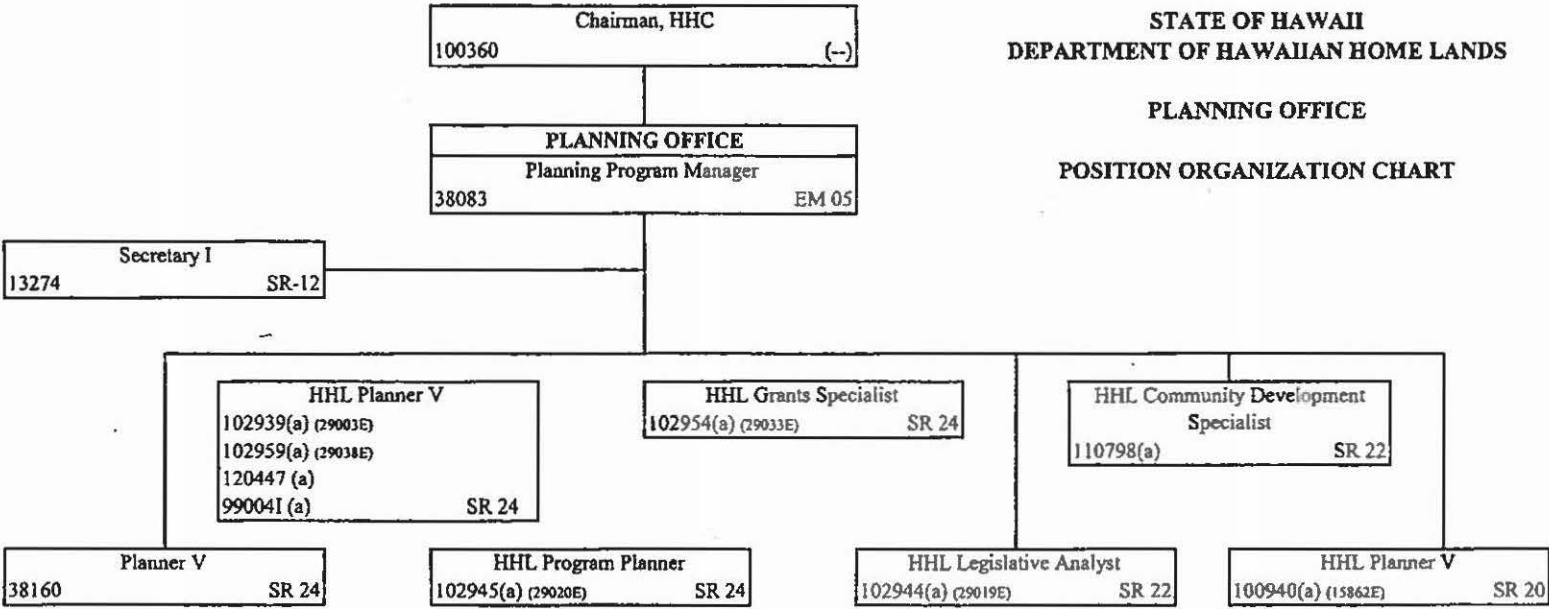 Chairman, HHC
100360 (--)
STATE OF HAWAII
DEPARTMENT OF HAWAIIAN HOME LANDS
PLANNING OFFICE
POSITION ORGANIZATION CHART
PLANNING OFFICE
Planning Program Manager
38083 EM 05
Secretary I
13274 SR-12
HHL Planner V
102939(a) (29003E)
102959(a) (29038E)
120447 (a)
99004I (a) SR 24
HHL Grants Specialist
102954(a) (29033E) SR 24
HHL Community Development
Specialist
110798(a) SR 22
Planner V
38160 SR 24
HHL Program Planner
102945(a) (29020E) SR 24
HHL Legislative Analyst
102944(a) (29019E) SR 22
HHL Planner V
100940(a) (15862E) SR 20